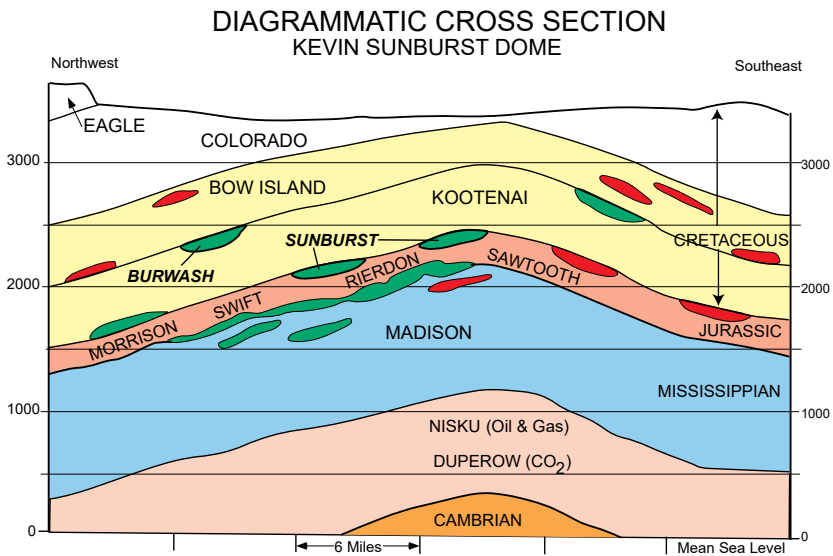 DIAGRAMMATIC CROSS SECTION
KEVIN SUNBURST DOME
Northwest
Southeast
EAGLE
COLORADO
3000
3000
BOW ISLAND
KOOTENAI
SUNBURST
CRETACEOUS
BURWASH
RIERDON
SAWTOOTH
2000
2000
SWIFT
MORRISON
MADISON
JURASSIC
MISSISSIPPIAN
1000
1000
NISKU (Oil & Gas)
DUPEROW (CO2)
CAMBRIAN
0
0
6 Miles
Mean Sea Level